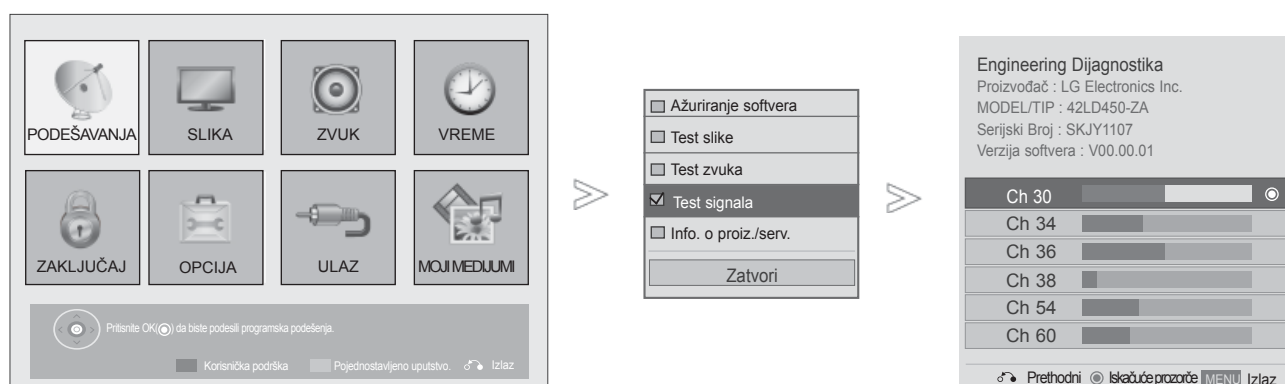 PODEŠAVANJA SLIKA ZVUK VREME
ZAKLJUČAJ OPCIJA ULAZ MOJI MEDIJUMI
Pritisnite OK(◉) da biste podesili programska podešenja.
Korisnička podrška Pojednostavljeno uputstvo. Izlaz
Ažuriranje softvera
Test slike
Test zvuka
Test signala
Info. o proiz./serv.
Zatvori
Engineering Dijagnostika
Proizvođač : LG Electronics Inc.
MODEL/TIP : 42LD450-ZA
Serijski Broj : SKJY1107
Verzija softvera : V00.00.01
Ch 30
Ch 34
Ch 36
Ch 38
Ch 54
Ch 60
Prethodni ◉ Iskačuće prozorče MENU Izlaz